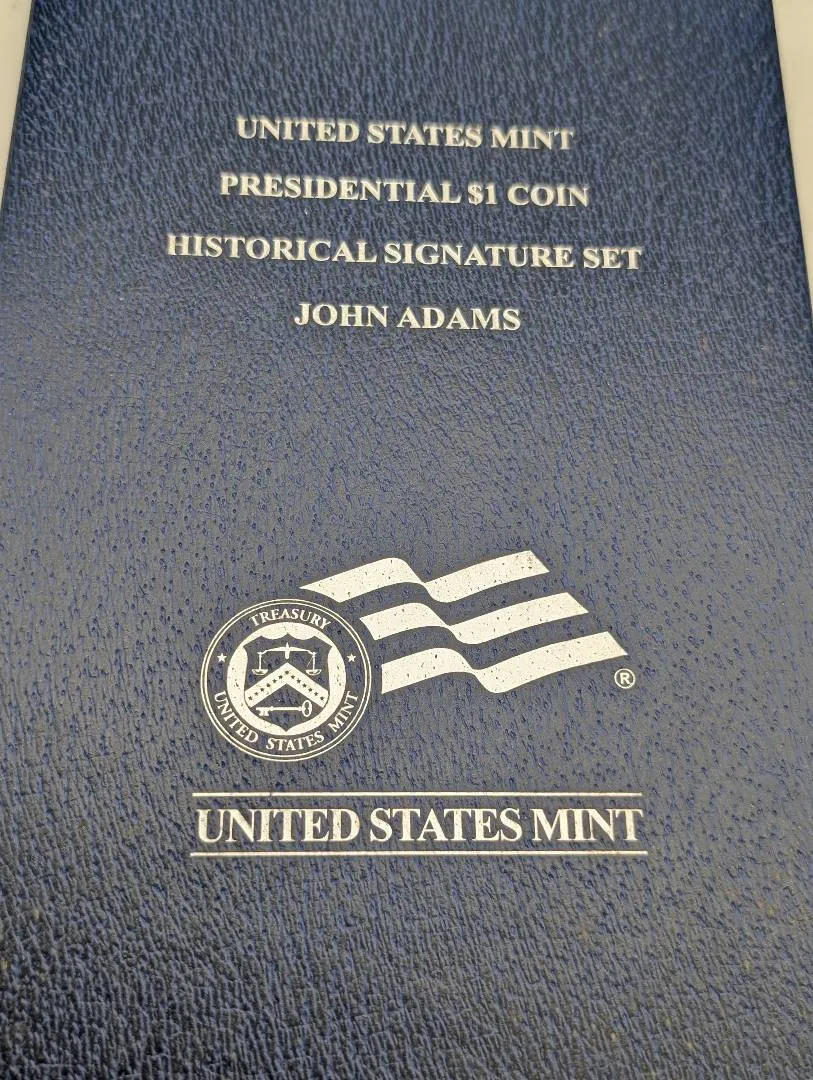 UNITED STATES MINT
PRESIDENTIAL $1 COIN
HISTORICAL SIGNATURE SET
JOHN ADAMS
TREASURY
UNITED STATES MINT
®
UNITED STATES MINT